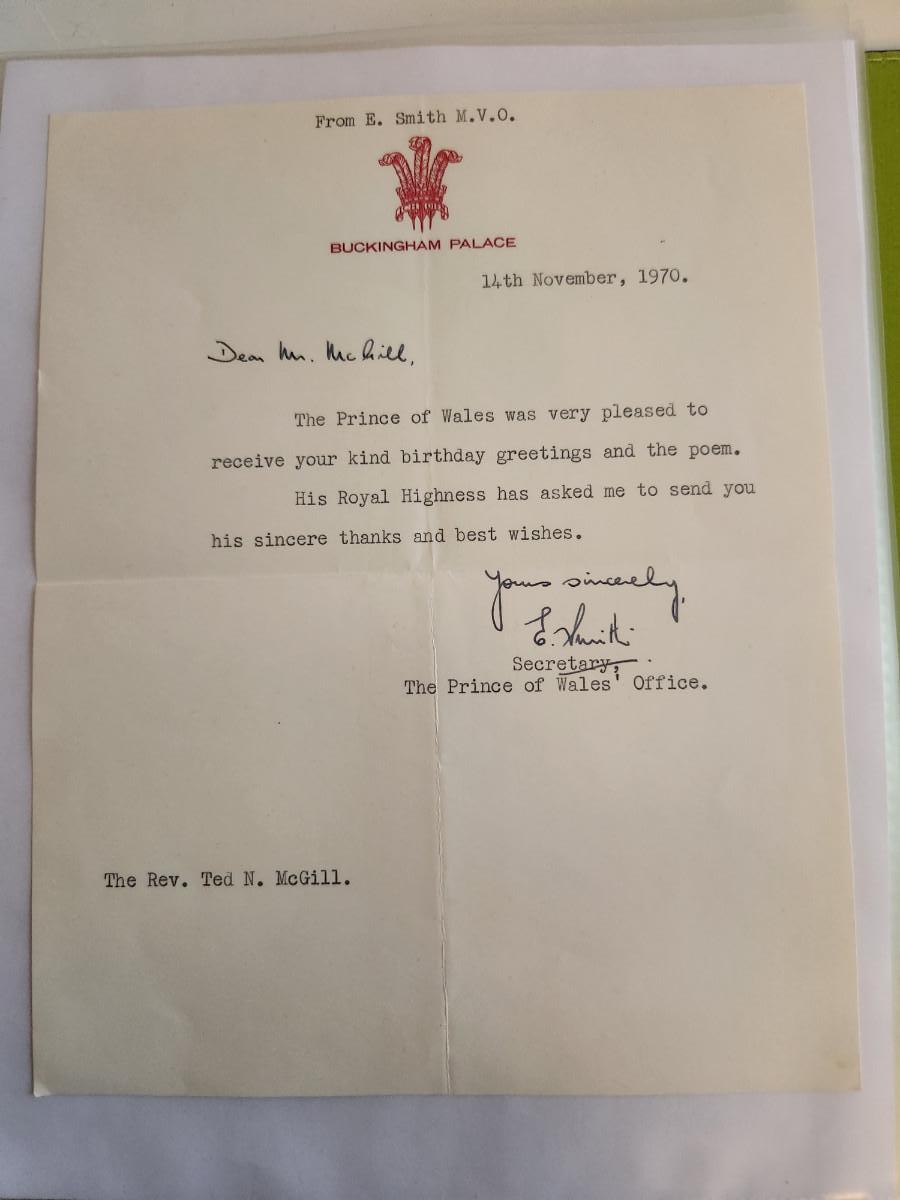 From E. Smith M.V.O.
BUCKINGHAM PALACE
14th November, 1970.
Dear Mr. McGill,
The Prince of Wales was very pleased to
receive your kind birthday greetings and the poem.
His Royal Highness has asked me to send you
his sincere thanks and best wishes.
Yours sincerely,
E. Smith
Secretary,
The Prince of Wales' Office.
The Rev. Ted N. McGill.